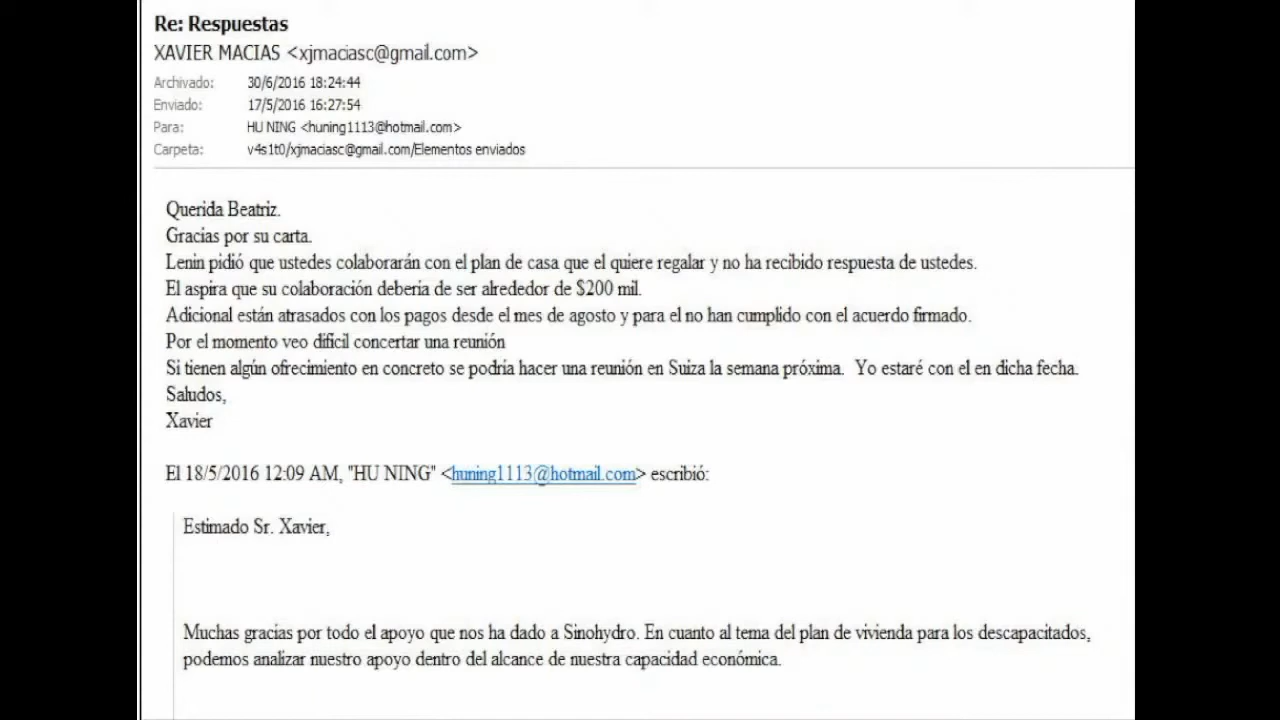 Re: Respuestas
XAVIER MACIAS <xjmaciasc@gmail.com>
Archivado: 30/6/2016 18:24:44
Enviado: 17/5/2016 16:27:54
Para: HU NING <huning1113@hotmail.com>
Carpeta: v4s1t0/xjmaciasc@gmail.com/Elementos enviados
Querida Beatriz.
Gracias por su carta.
Lenin pidió que ustedes colaborarán con el plan de casa que el quiere regalar y no ha recibido respuesta de ustedes.
El aspira que su colaboración deberia de ser alrededor de $200 mil.
Adicional están atrasados con los pagos desde el mes de agosto y para el no han cumplido con el acuerdo firmado.
Por el momento veo difícil concertar una reunión
Si tienen algún ofrecimiento en concreto se podría hacer una reunión en Suiza la semana próxima. Yo estaré con el en dicha fecha.
Saludos,
Xavier
El 18/5/2016 12:09 AM, "HU NING" <huning1113@hotmail.com> escribió:
Estimado Sr. Xavier,
Muchas gracias por todo el apoyo que nos ha dado a Sinohydro. En cuanto al tema del plan de vivienda para los descapacitados,
podemos analizar nuestro apoyo dentro del alcance de nuestra capacidad económica.